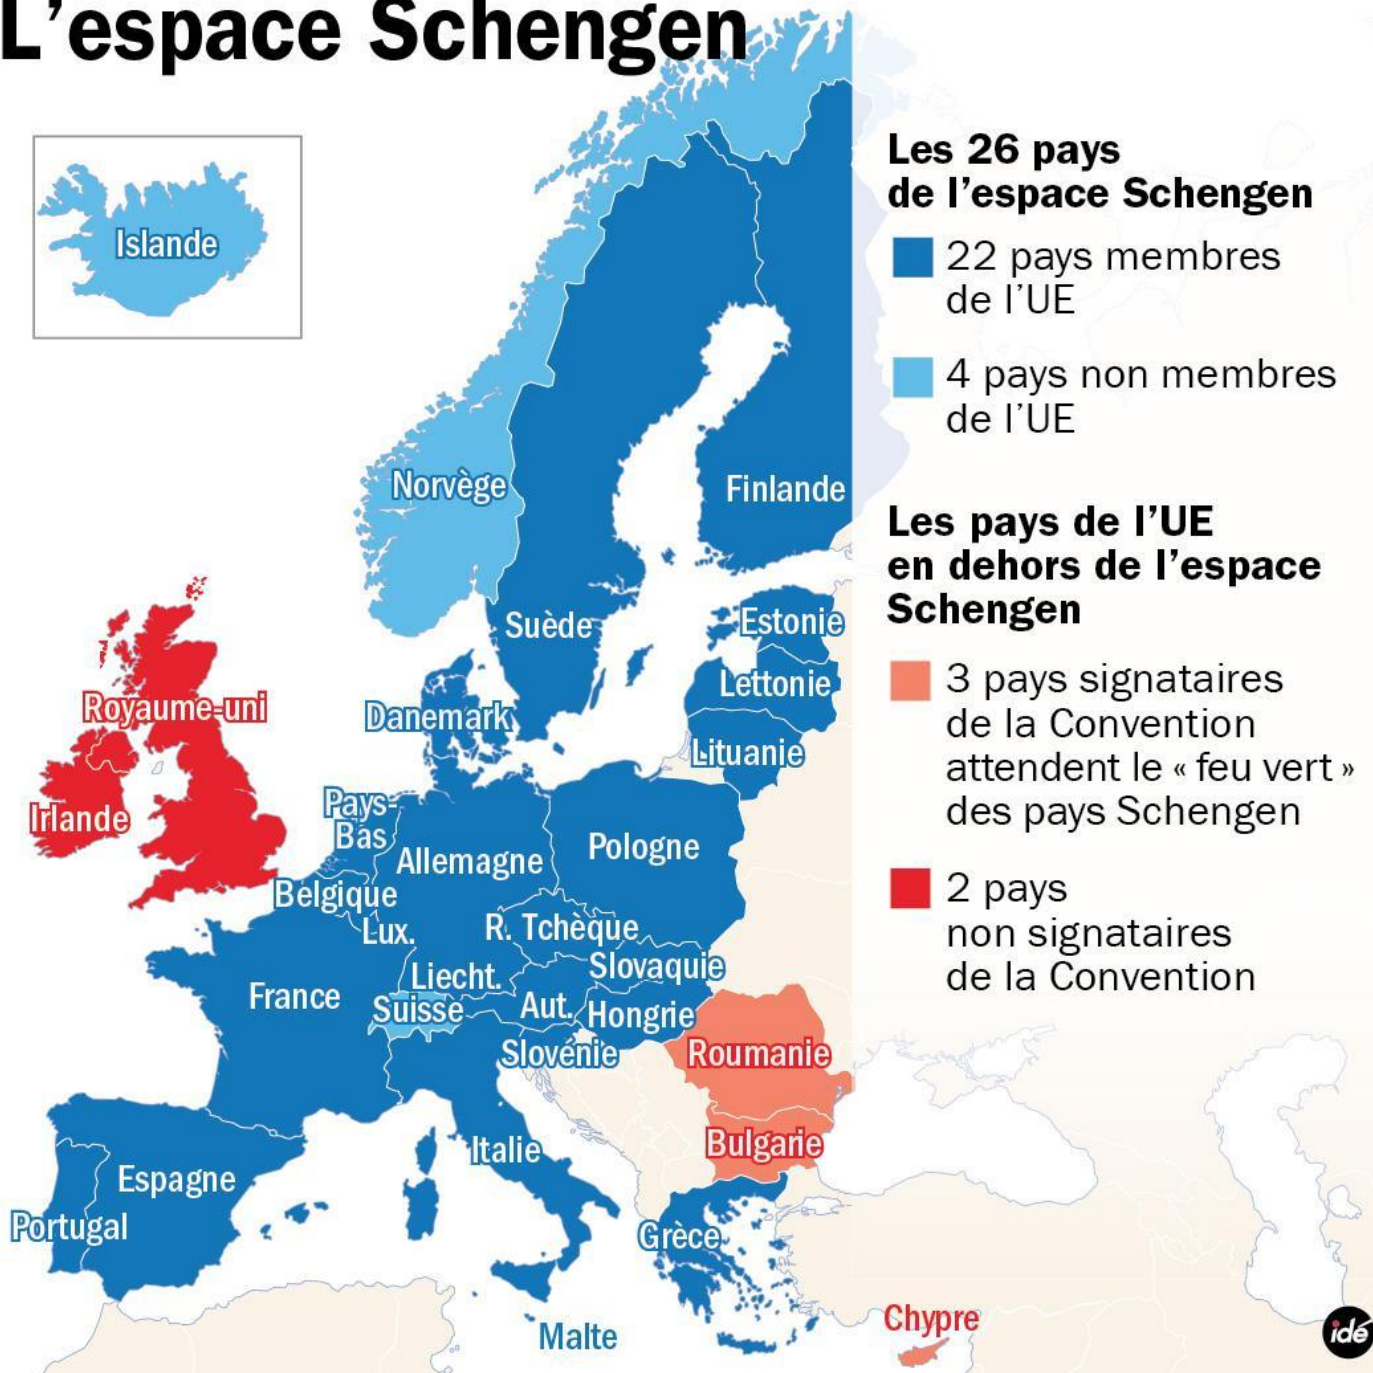 L'espace Schengen
Islande
Norvège
Finlande
Suède
Estonie
Lettonie
Lituanie
Danemark
Royaume-uni
Irlande
Pays-
Bas
Allemagne
Pologne
Belgique
Lux.
R. Tchèque
Slovaquie
Liecht.
France
Suisse
Aut.
Hongrie
Slovénie
Roumanie
Bulgarie
Italie
Espagne
Portugal
Grèce
Malte
Chypre
Les 26 pays
de l'espace Schengen
22 pays membres
de l'UE
4 pays non membres
de l'UE
Les pays de l'UE
en dehors de l'espace
Schengen
3 pays signataires
de la Convention
attendent le « feu vert »
des pays Schengen
2 pays
non signataires
de la Convention
idé